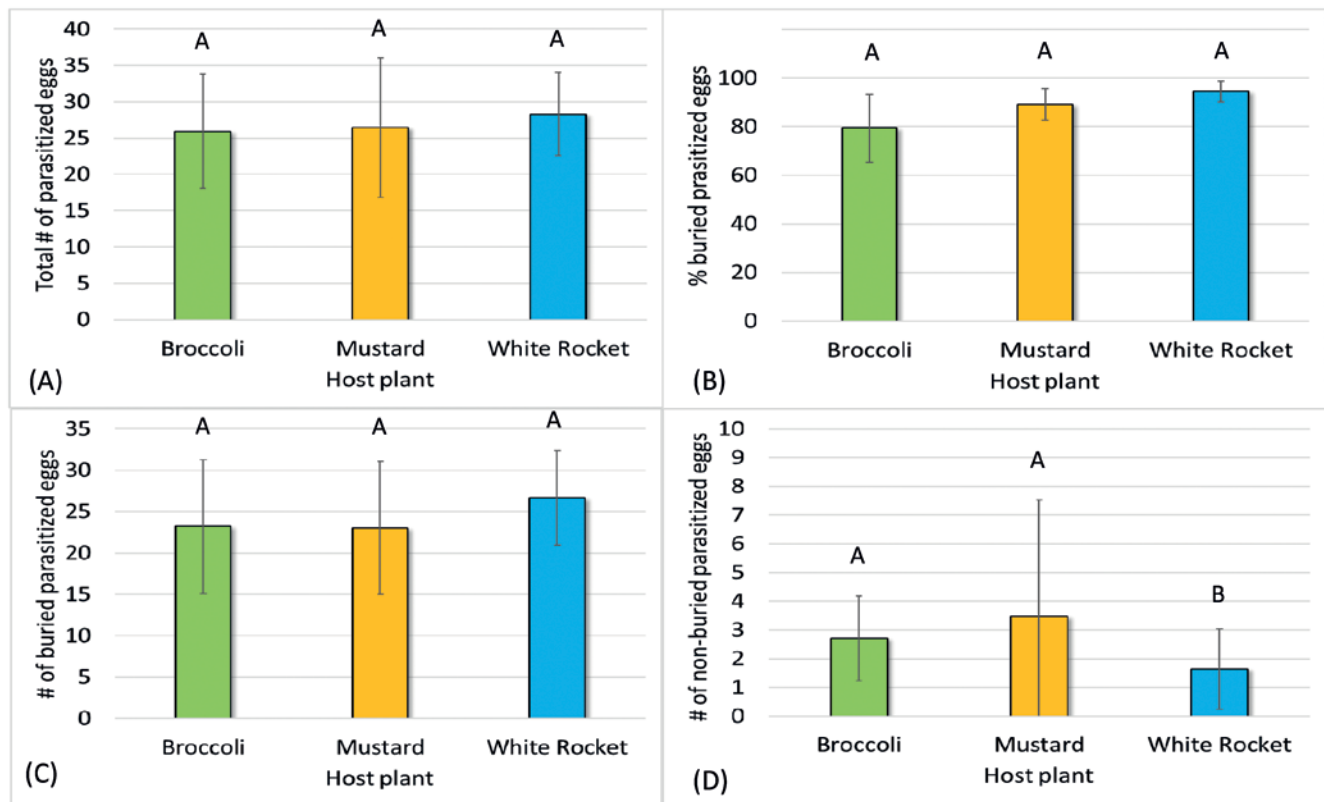 Total # of parasitized eggs
40
35
30
25
20
15
10
5
0
A
A
A
Broccoli
Mustard
White Rocket
Host plant
(A)
% buried prasitized eggs
100
80
60
40
20
0
A
A
A
Broccoli
Mustard
White Rocket
Host plant
(B)
# of buried parasitized eggs
35
30
25
20
15
10
5
0
A
A
A
Broccoli
Mustard
White Rocket
Host plant
(C)
# of non-buried parasitized eggs
10
9
8
7
6
5
4
3
2
1
0
A
A
B
Broccoli
Mustard
White Rocket
Host plant
(D)